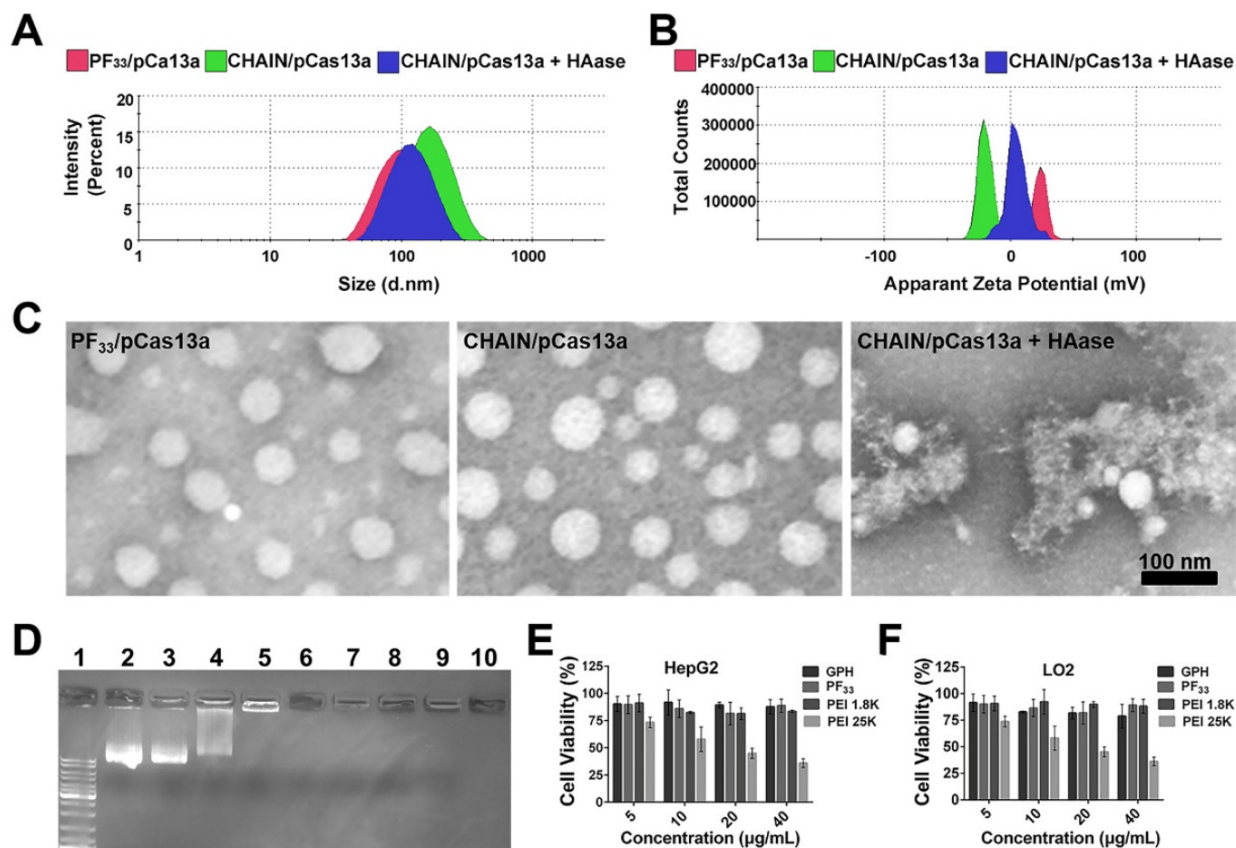 A
PF₃₃/pCa13a CHAIN/pCas13a CHAIN/pCas13a + HAase
20
15
10
5
0
Intensity
(Percent)
1 10 100 1000
Size (d.nm)
B
PF₃₃/pCa13a CHAIN/pCas13a CHAIN/pCas13a + HAase
400000
300000
200000
100000
0
Total Counts
-100 0 100
Apparant Zeta Potential (mV)
C
PF₃₃/pCas13a
CHAIN/pCas13a
CHAIN/pCas13a + HAase
100 nm
D
1 2 3 4 5 6 7 8 9 10
E
HepG2
125
100
75
50
25
0
Cell Viability (%)
GPH
PF₃₃
PEI 1.8K
PEI 25K
5 10 20 40
Concentration (μg/mL)
F
LO2
125
100
75
50
25
0
Cell Viability (%)
GPH
PF₃₃
PEI 1.8K
PEI 25K
5 10 20 40
Concentration (μg/mL)